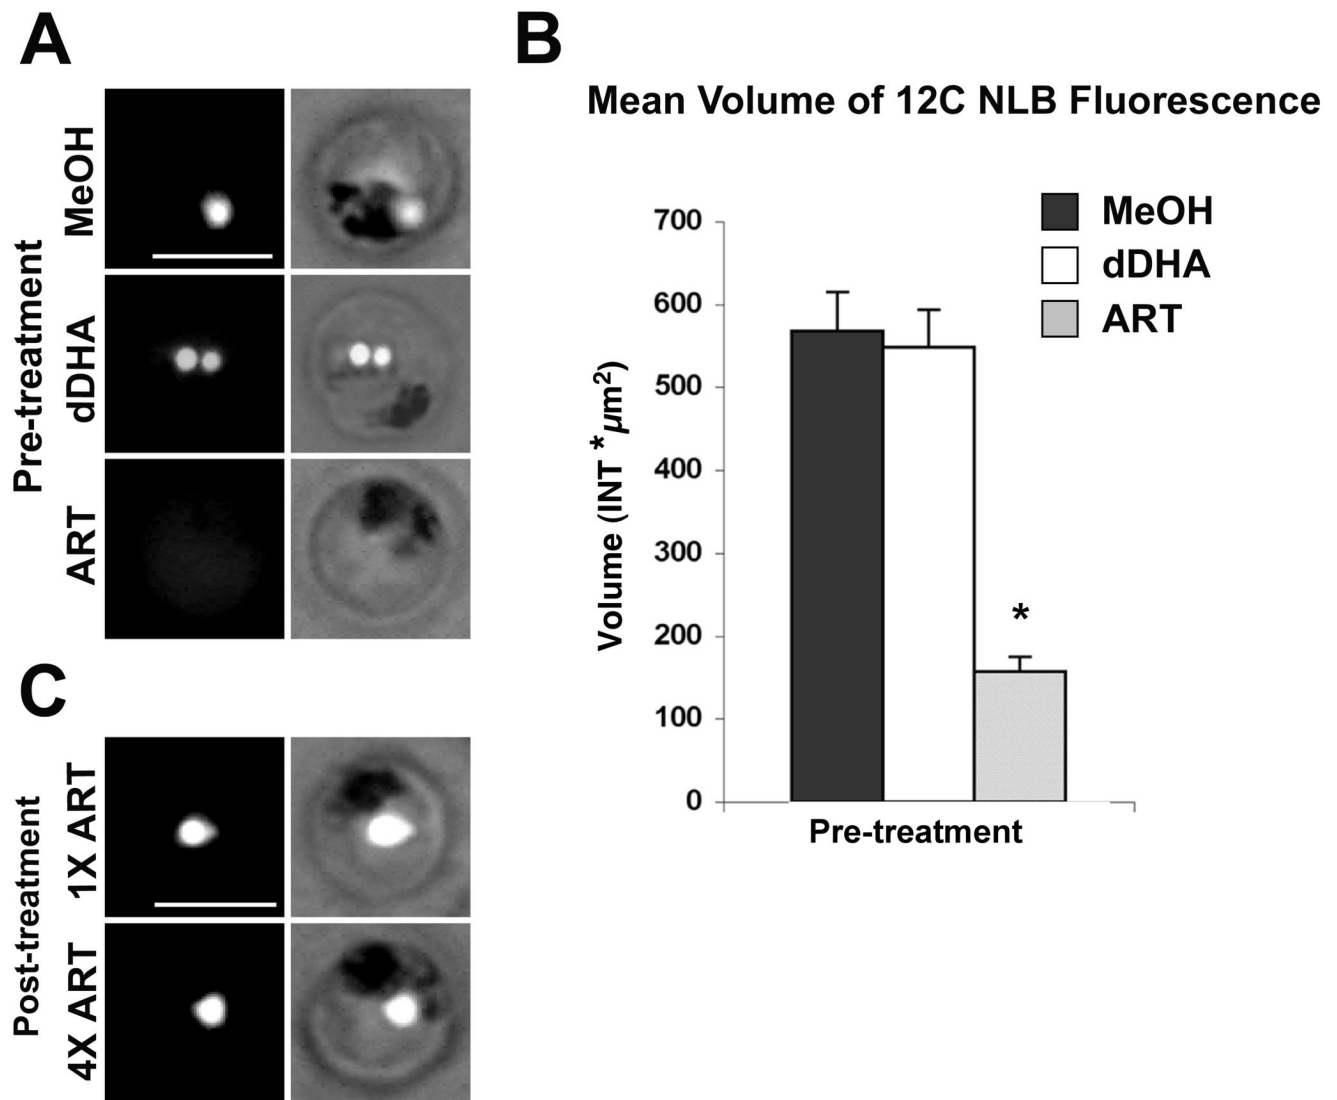 A
Pre-treatment
MeOH
dDHA
ART
B
Mean Volume of 12C NLB Fluorescence
MeOH
dDHA
ART
Volume (INT * µm²)
700
600
500
400
300
200
100
0
*
Pre-treatment
C
Post-treatment
1X ART
4X ART